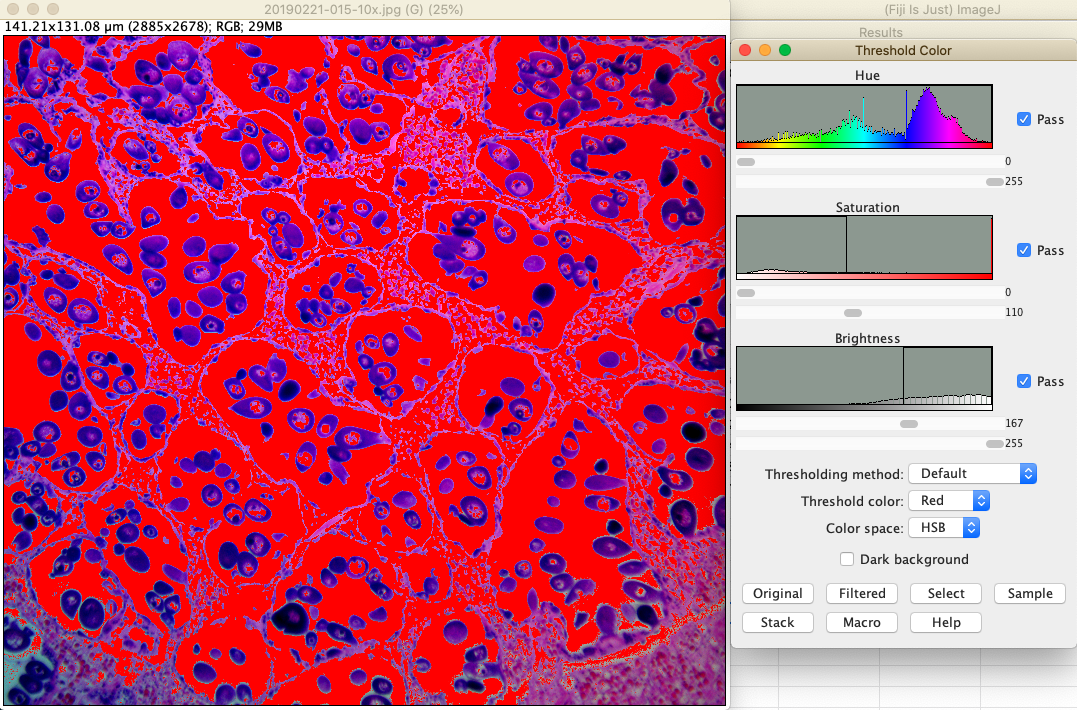 20190221-015-10x.jpg (G) (25%)
(Fiji Is Just) ImageJ
141.21x131.08 µm (2885x2678); RGB; 29MB
Results
Threshold Color
Hue
Pass
0
255
Saturation
Pass
0
110
Brightness
Pass
167
255
Thresholding method: Default
Threshold color: Red
Color space: HSB
Dark background
Original Filtered Select Sample
Stack Macro Help